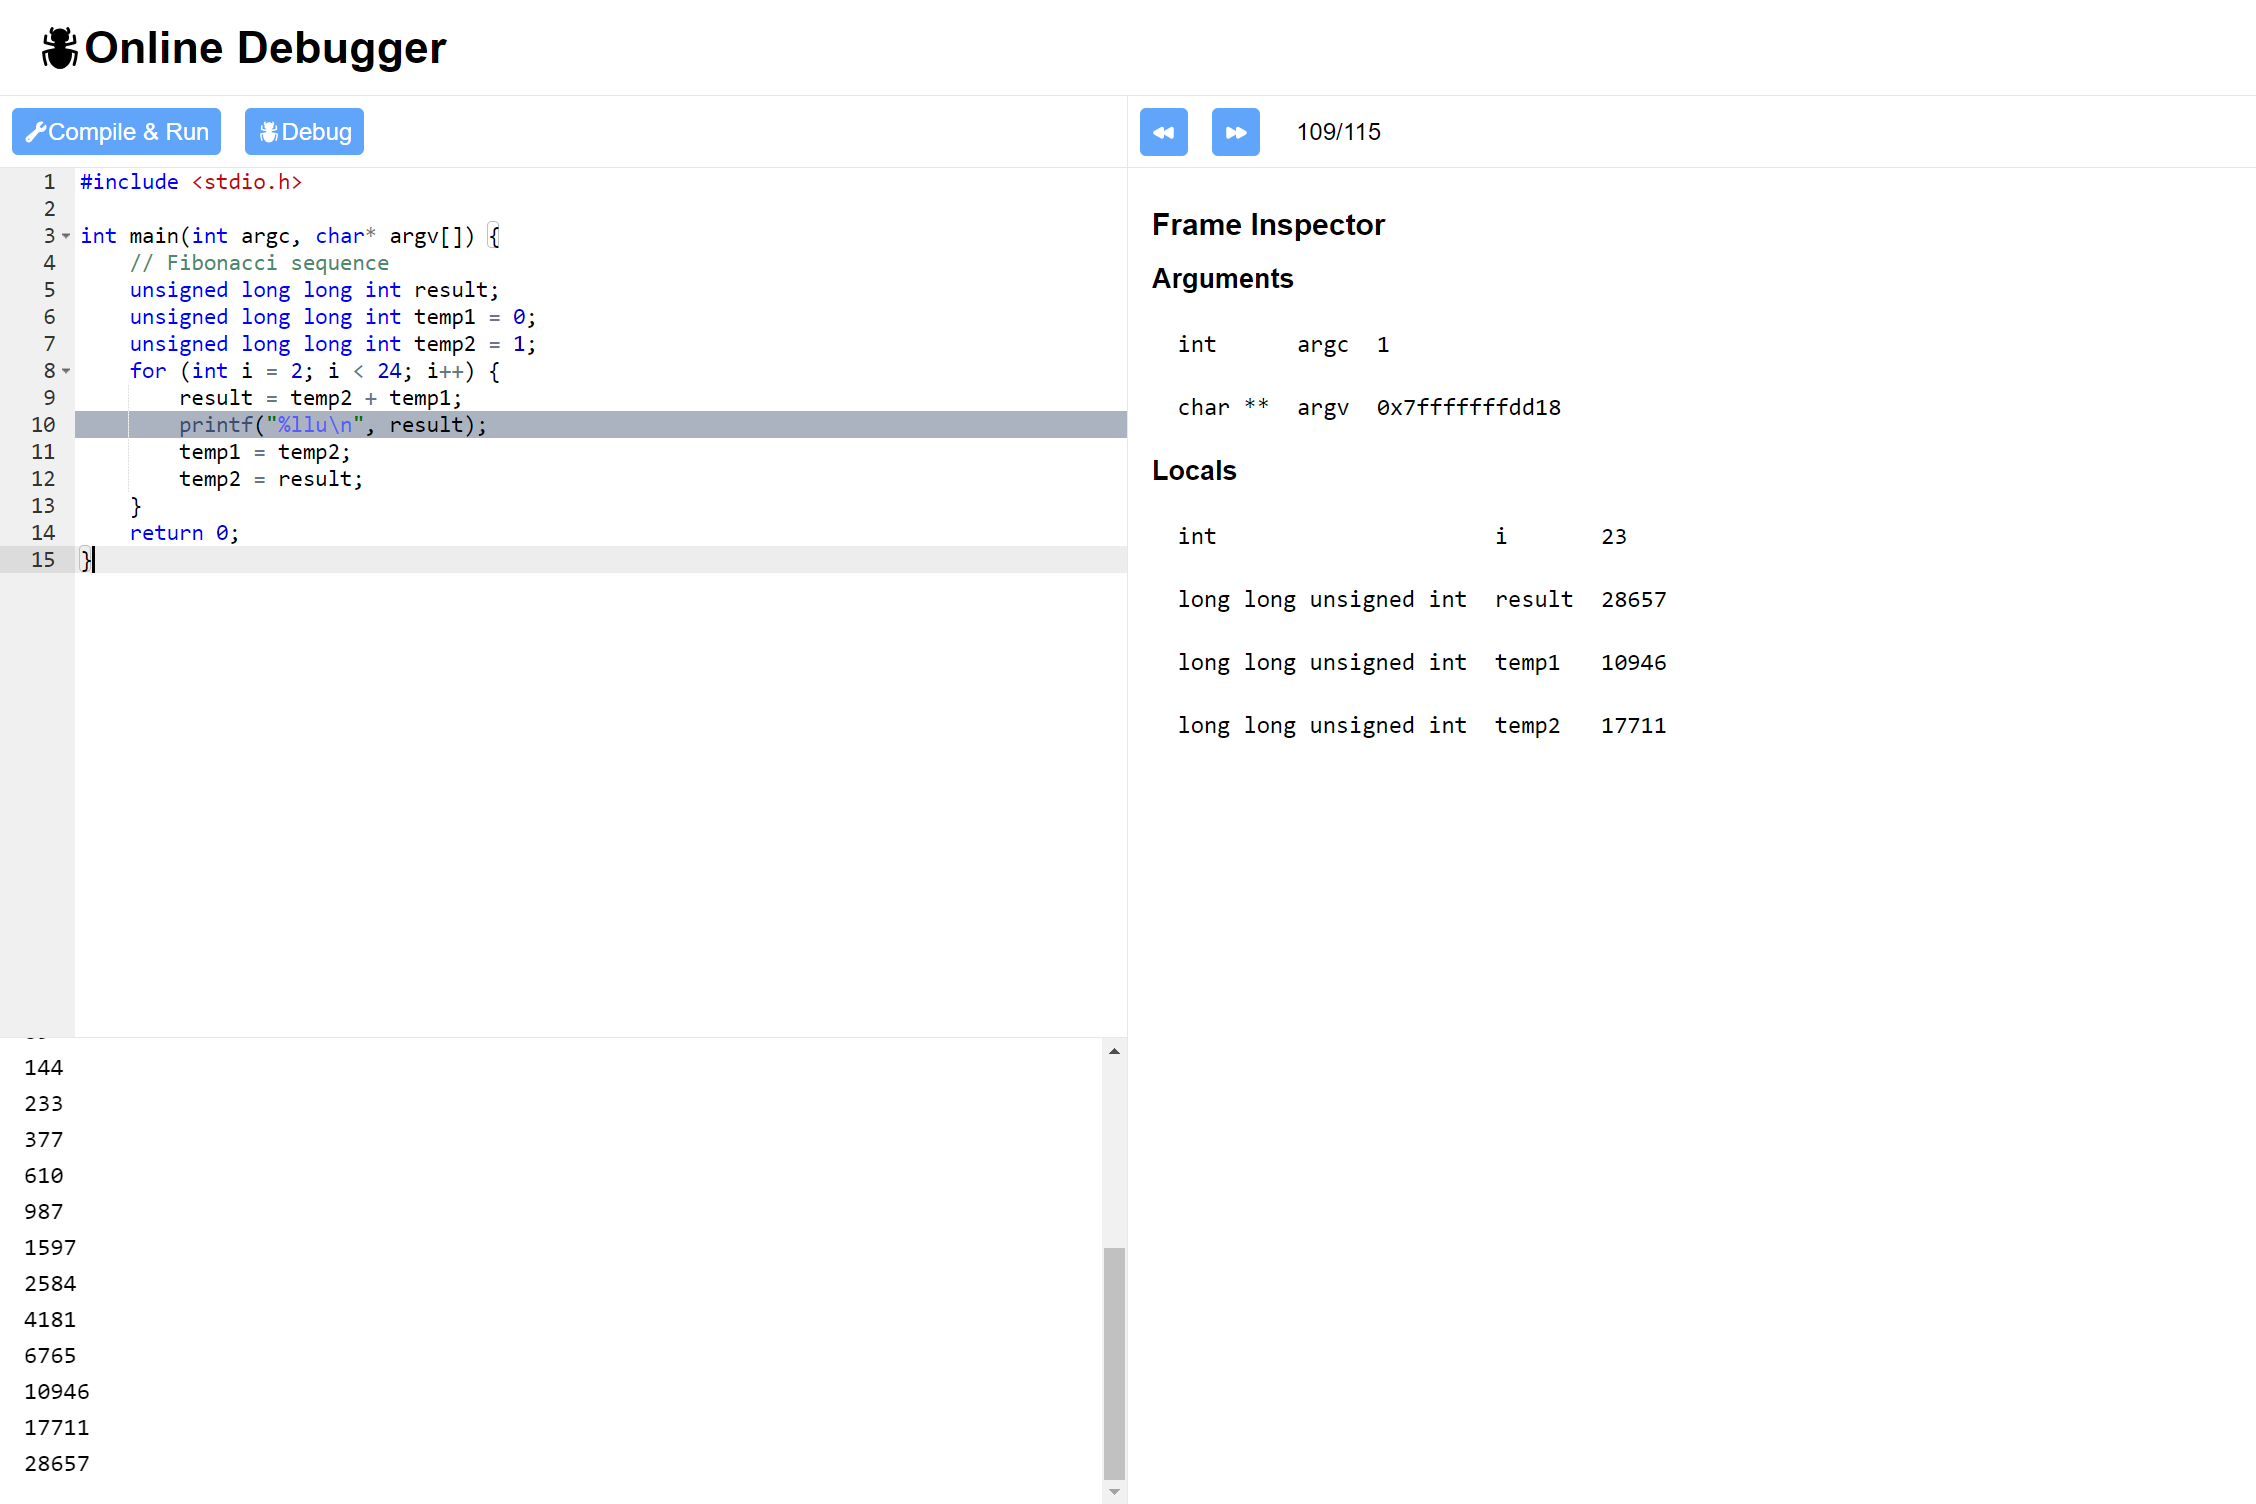 Online Debugger
Compile & Run Debug
1 #include <stdio.h>
2
3 int main(int argc, char* argv[]) {
4 // Fibonacci sequence
5 unsigned long long int result;
6 unsigned long long int temp1 = 0;
7 unsigned long long int temp2 = 1;
8 for (int i = 2; i < 24; i++) {
9 result = temp2 + temp1;
10 printf("%llu\n", result);
11 temp1 = temp2;
12 temp2 = result;
13 }
14 return 0;
15 }
144
233
377
610
987
1597
2584
4181
6765
10946
17711
28657
109/115
Frame Inspector
Arguments
int argc 1
char ** argv 0x7fffffffdd18
Locals
int i 23
long long unsigned int result 28657
long long unsigned int temp1 10946
long long unsigned int temp2 17711